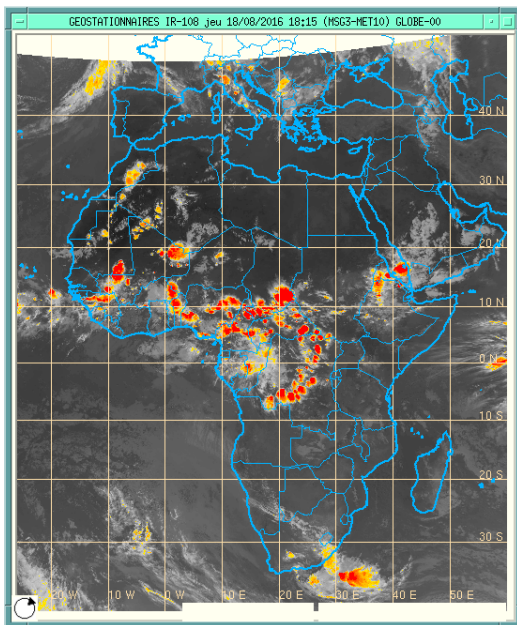 GEOSTATIONNAIRES IR-108 jeu 18/08/2016 18:15 (MSG3-MET10) GLOBE-00
40 N
30 N
20 N
10 N
0 N
10 S
20 S
30 S
20 W
10 W
0 W
10 E
20 E
30 E
40 E
50 E